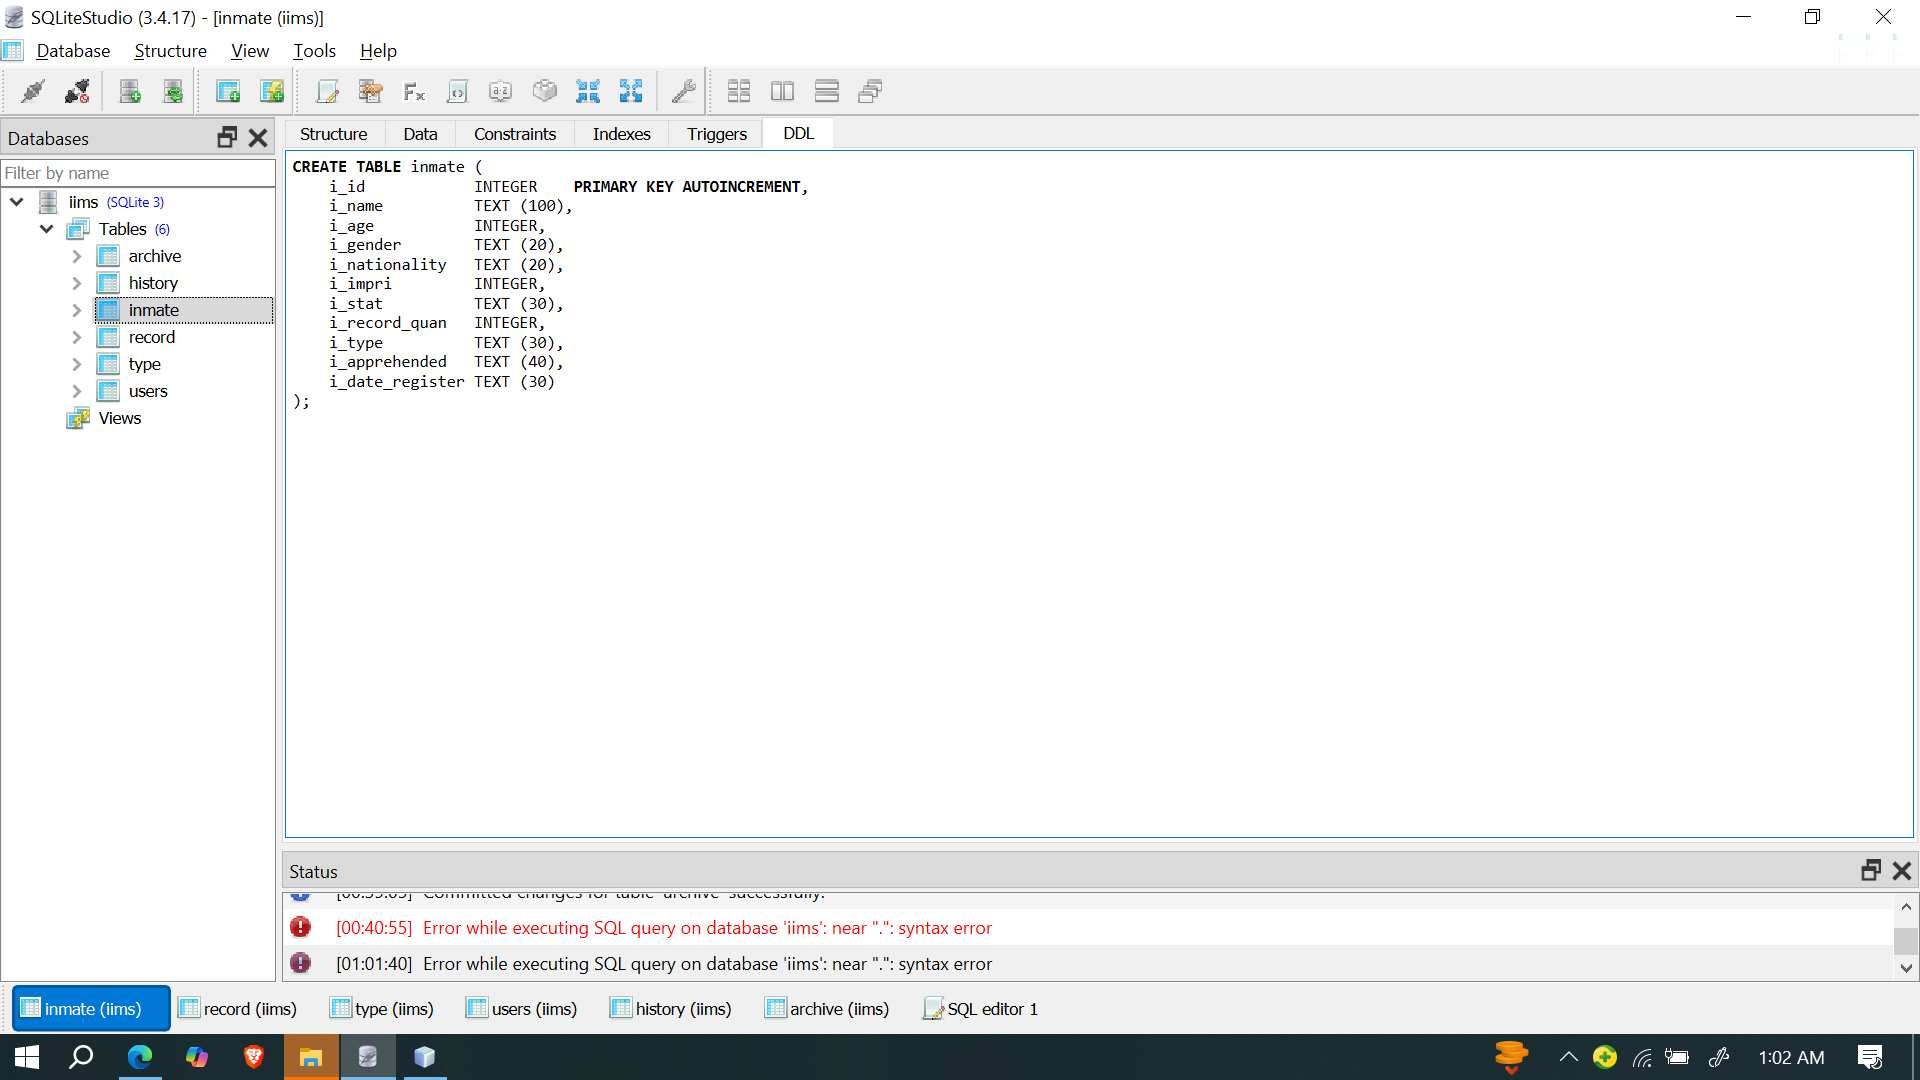 SQLiteStudio (3.4.17) - [inmate (iims)]
Database Structure View Tools Help
Databases
Filter by name
iims (SQLite 3)
Tables (6)
archive
history
inmate
record
type
users
Views
Structure Data Constraints Indexes Triggers DDL
CREATE TABLE inmate (
i_id INTEGER PRIMARY KEY AUTOINCREMENT,
i_name TEXT (100),
i_age INTEGER,
i_gender TEXT (20),
i_nationality TEXT (20),
i_impri INTEGER,
i_stat TEXT (30),
i_record_quan INTEGER,
i_type TEXT (30),
i_apprehended TEXT (40),
i_date_register TEXT (30)
);
Status
Committed changes for table 'archive' successfully.
[00:40:55] Error while executing SQL query on database 'iims': near ".": syntax error
[01:01:40] Error while executing SQL query on database 'iims': near ".": syntax error
inmate (iims) record (iims) type (iims) users (iims) history (iims) archive (iims) SQL editor 1
1:02 AM